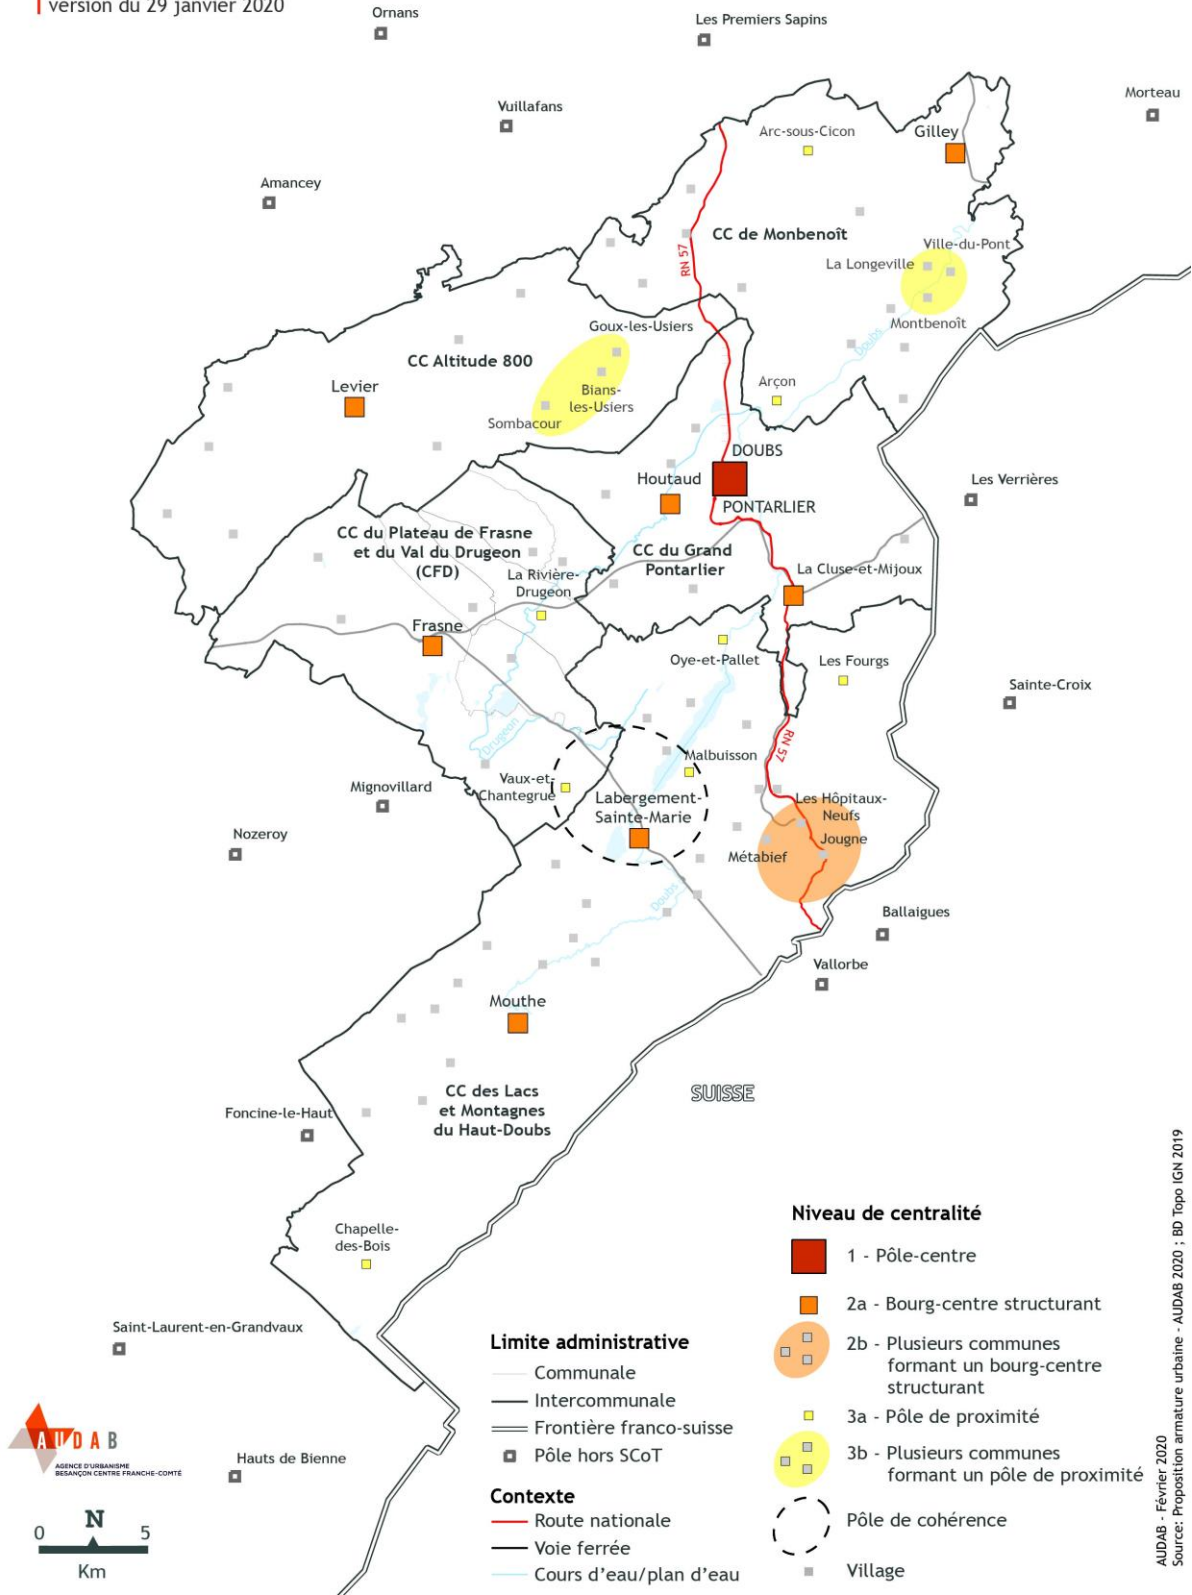 version du 29 janvier 2020
Ornans
Les Premiers Sapins
Morteau
Vuillafans
Arc-sous-Cicon
Gilley
Amancey
CC de Monbenoît
Ville-du-Pont
La Longeville
RN 57
Montbenoît
Goux-les-Usiers
Doubs
CC Altitude 800
Levier
Bians-
les-Usiers
Arçon
Sombacour
DOUBS
Houtaud
Les Verrières
PONTARLIER
CC du Plateau de Frasne
et du Val du Drugeon
(CFD)
CC du Grand
Pontarlier
La Rivière-
Drugeon
La Cluse-et-Mijoux
Frasne
Oye-et-Pallet
Les Fourgs
Sainte-Croix
Drugeon
RN 57
Malbuisson
Vaux-et-
Chantegrue
Mignovillard
Labergement-
Sainte-Marie
Les Hôpitaux-
Neufs
Nozeroy
Jougne
Métabief
Doubs
Ballaigues
Vallorbe
Mouthe
SUISSE
CC des Lacs
et Montagnes
du Haut-Doubs
Foncine-le-Haut
Chapelle-
des-Bois
Saint-Laurent-en-Grandvaux
Hauts de Bienne
Niveau de centralité
1 - Pôle-centre
2a - Bourg-centre structurant
2b - Plusieurs communes
formant un bourg-centre
structurant
3a - Pôle de proximité
3b - Plusieurs communes
formant un pôle de proximité
Pôle de cohérence
Village
Limite administrative
Communale
Intercommunale
Frontière franco-suisse
Pôle hors SCoT
Contexte
Route nationale
Voie ferrée
Cours d'eau/plan d'eau
AUDAB
AGENCE D'URBANISME
BESANÇON CENTRE FRANCHE-COMTÉ
N
0 5
Km
AUDAB - Février 2020
Source: Proposition armature urbaine - AUDAB 2020 ; BD Topo IGN 2019